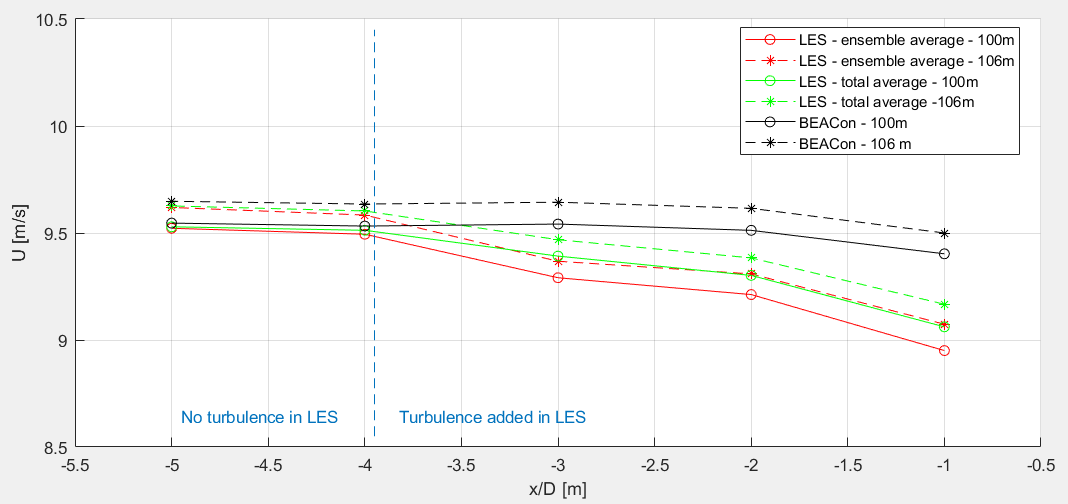 10.5
10
9.5
9
8.5
U [m/s]
LES - ensemble average - 100m
LES - ensemble average - 106m
LES - total average - 100m
LES - total average -106m
BEACon - 100m
BEACon - 106 m
No turbulence in LES
Turbulence added in LES
-5.5 -5 -4.5 -4 -3.5 -3 -2.5 -2 -1.5 -1 -0.5
x/D [m]